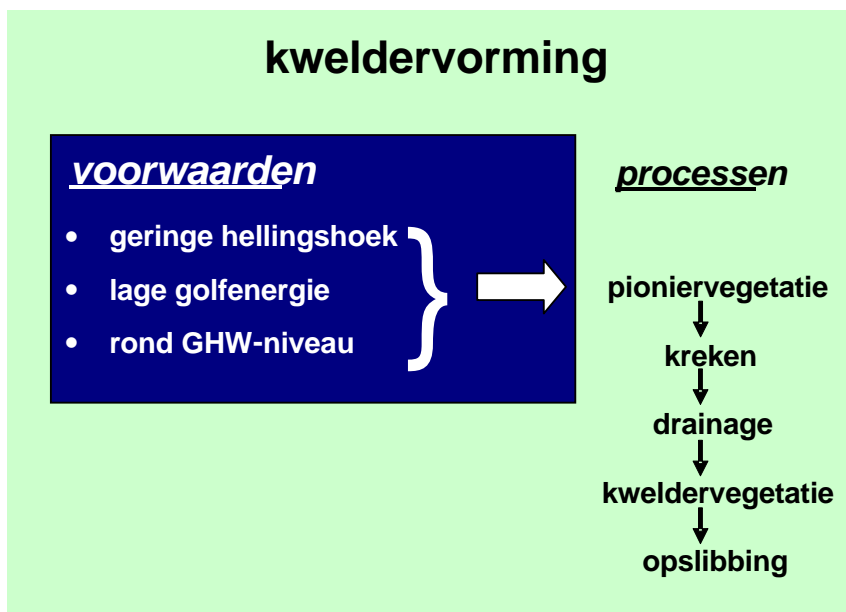 kweldervorming
voorwaarden
• geringe hellingshoek
• lage golfenergie
• rond GHW-niveau
}
processen
pioniervegetatie
kreken
drainage
kweldervegetatie
opslibbing